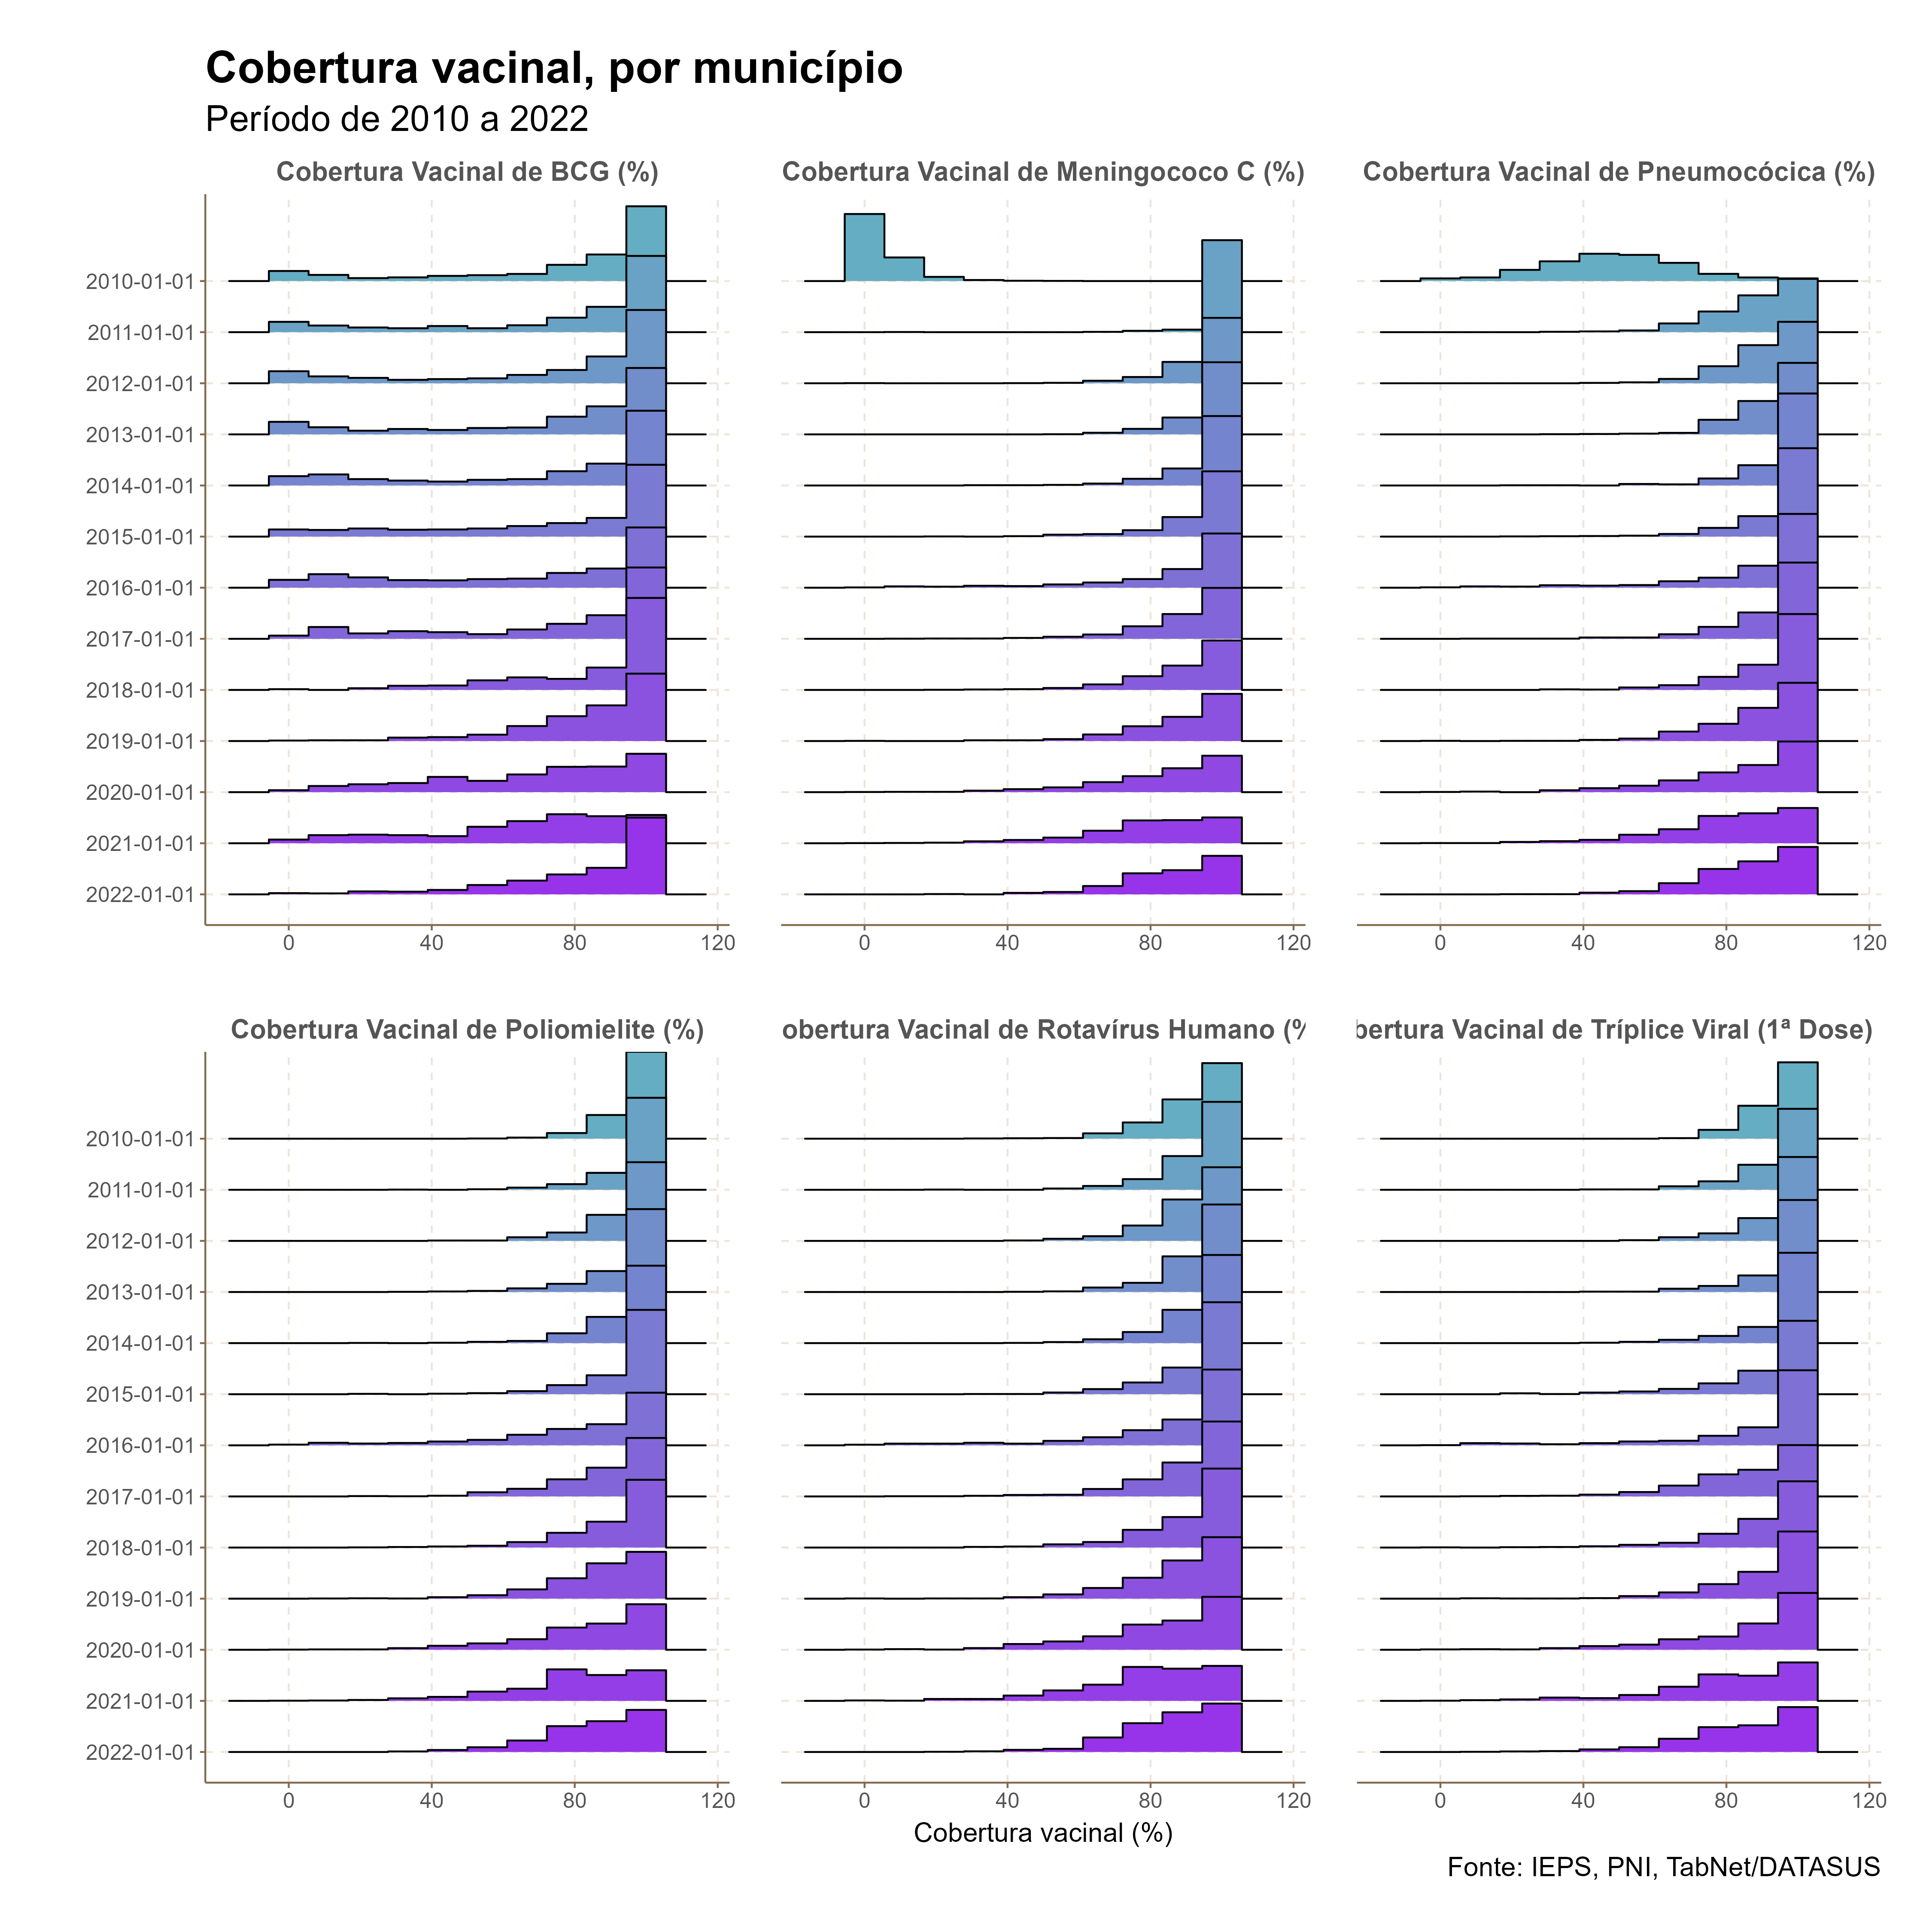 Cobertura vacinal, por município
Período de 2010 a 2022
Cobertura Vacinal de BCG (%)
Cobertura Vacinal de Meningococo C (%)
Cobertura Vacinal de Pneumocócica (%)
2010-01-01
2011-01-01
2012-01-01
2013-01-01
2014-01-01
2015-01-01
2016-01-01
2017-01-01
2018-01-01
2019-01-01
2020-01-01
2021-01-01
2022-01-01
0 40 80 120
0 40 80 120
0 40 80 120
Cobertura Vacinal de Poliomielite (%)
obertura Vacinal de Rotavírus Humano (%
bertura Vacinal de Tríplice Viral (1ª Dose)
2010-01-01
2011-01-01
2012-01-01
2013-01-01
2014-01-01
2015-01-01
2016-01-01
2017-01-01
2018-01-01
2019-01-01
2020-01-01
2021-01-01
2022-01-01
0 40 80 120
0 40 80 120
0 40 80 120
Cobertura vacinal (%)
Fonte: IEPS, PNI, TabNet/DATASUS